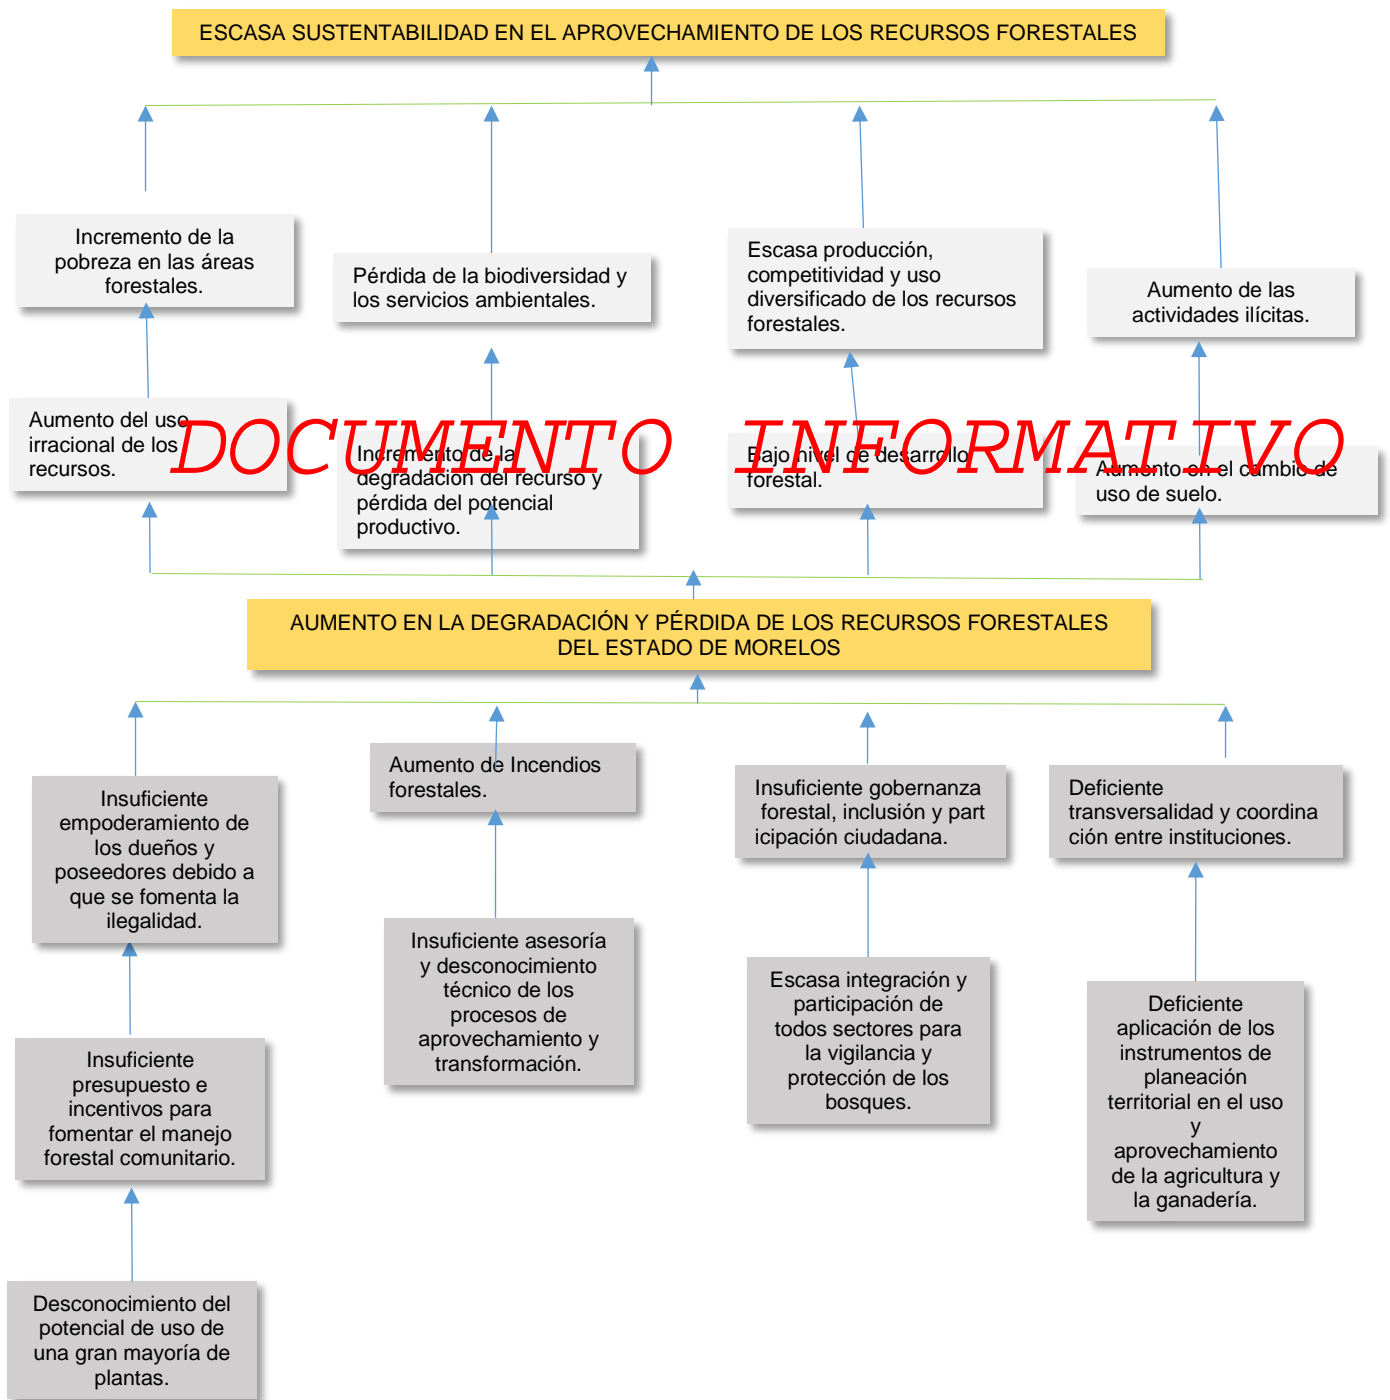 ESCASA SUSTENTABILIDAD EN EL APROVECHAMIENTO DE LOS RECURSOS FORESTALES
Incremento de la
pobreza en las áreas
forestales.
Pérdida de la biodiversidad y
los servicios ambientales.
Escasa producción,
competitividad y uso
diversificado de los recursos
forestales.
Aumento de las
actividades ilícitas.
Aumento del uso
irracional de los
recursos.
Incremento de la
degradación del recurso y
pérdida del potencial
productivo.
Bajo nivel de desarrollo
forestal.
Aumento en el cambio de
uso de suelo.
DOCUMENTO INFORMATIVO
AUMENTO EN LA DEGRADACIÓN Y PÉRDIDA DE LOS RECURSOS FORESTALES
DEL ESTADO DE MORELOS
Insuficiente
empoderamiento de
los dueños y
poseedores debido a
que se fomenta la
ilegalidad.
Aumento de Incendios
forestales.
Insuficiente gobernanza
forestal, inclusión y part
icipación ciudadana.
Deficiente
transversalidad y coordina
ción entre instituciones.
Insuficiente asesoría
y desconocimiento
técnico de los
procesos de
aprovechamiento y
transformación.
Escasa integración y
participación de
todos sectores para
la vigilancia y
protección de los
bosques.
Deficiente
aplicación de los
instrumentos de
planeación
territorial en el uso
y
aprovechamiento
de la agricultura y
la ganadería.
Insuficiente
presupuesto e
incentivos para
fomentar el manejo
forestal comunitario.
Desconocimiento del
potencial de uso de
una gran mayoría de
plantas.